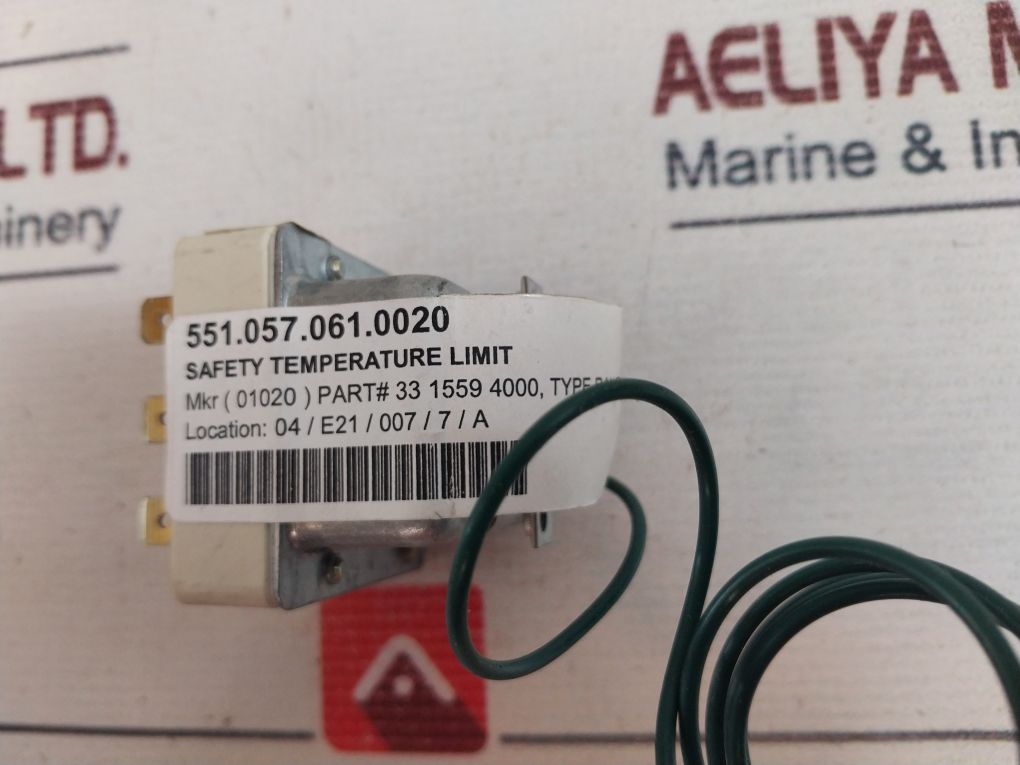 LTD.
AELIYA M
Marine & In
inery
551.057.061.0020
SAFETY TEMPERATURE LIMIT
Mkr ( 01020 ) PART# 33 1559 4000, TYPE
Location: 04 / E21 / 007 / 7 / A